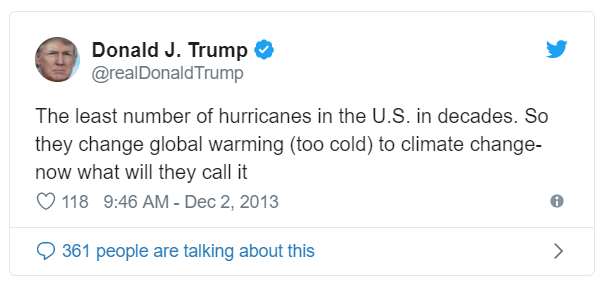 Donald J. Trump
@realDonaldTrump
The least number of hurricanes in the U.S. in decades. So
they change global warming (too cold) to climate change-
now what will they call it
118 9:46 AM - Dec 2, 2013
361 people are talking about this